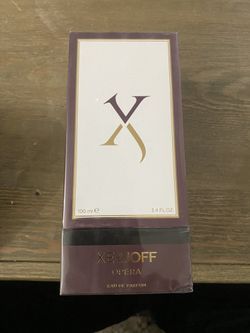 100 ml ℮ 3.4 FL.OZ
XERJOFF
OPERA
EAU DE PARFUM